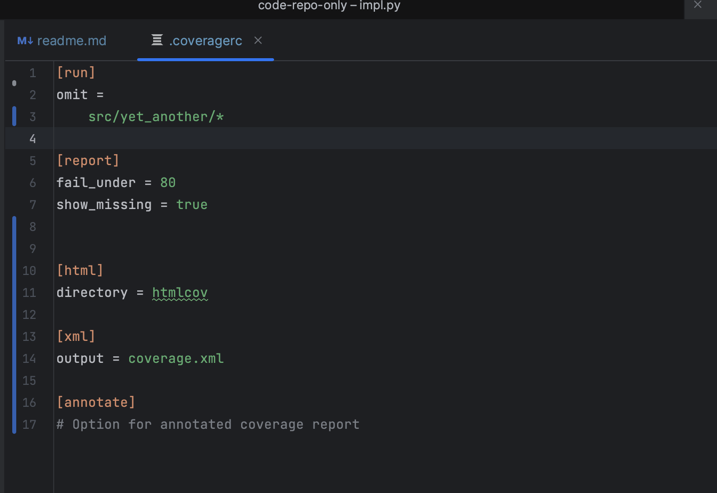 code-repo-only – impl.py
M↓ readme.md
.coveragerc
1 [run]
2 omit =
3     src/yet_another/*
4
5 [report]
6 fail_under = 80
7 show_missing = true
8
9
10 [html]
11 directory = htmlcov
12
13 [xml]
14 output = coverage.xml
15
16 [annotate]
17 # Option for annotated coverage report